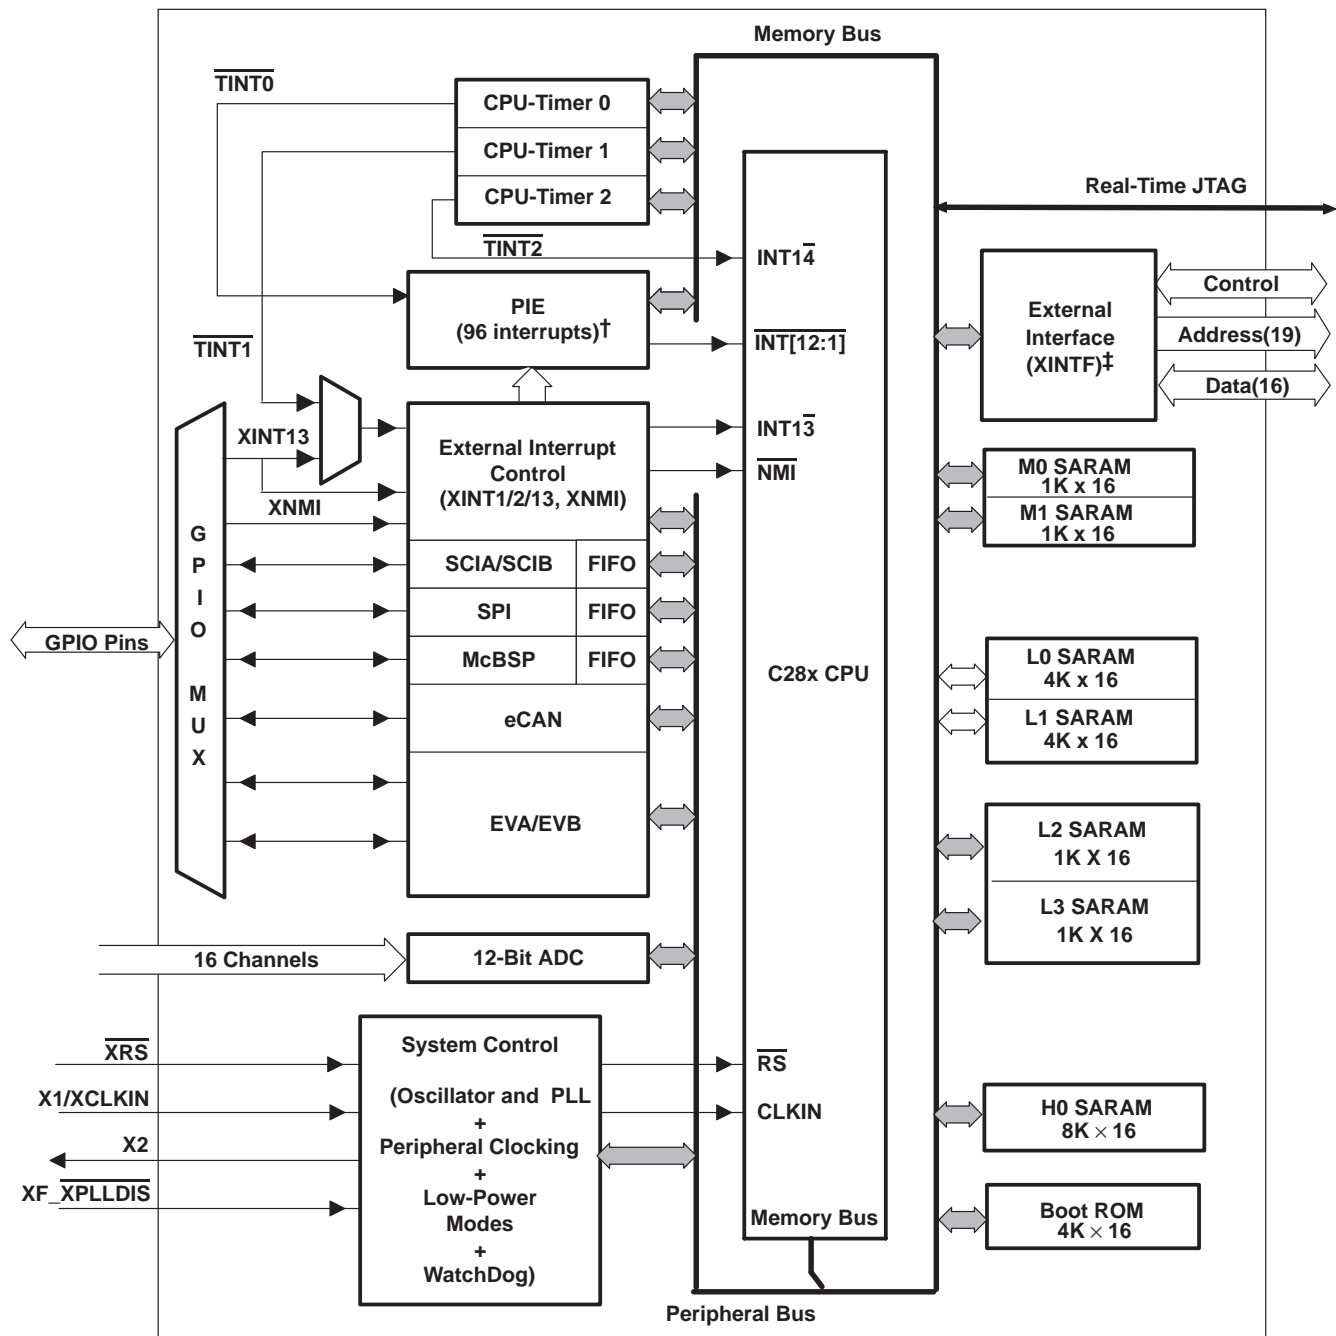 Memory Bus
TINT0
CPU-Timer 0
CPU-Timer 1
CPU-Timer 2
Real-Time JTAG
TINT2
INT14
PIE
(96 interrupts)†
External
Interface
(XINTF)‡
Control
Address(19)
Data(16)
TINT1
INT[12:1]
XINT13
External Interrupt
Control
(XINT1/2/13, XNMI)
INT13
NMI
XNMI
M0 SARAM
1K x 16
M1 SARAM
1K x 16
G
P
I
O
M
U
X
SCIA/SCIB
FIFO
SPI
FIFO
GPIO Pins
McBSP
FIFO
C28x CPU
L0 SARAM
4K x 16
L1 SARAM
4K x 16
eCAN
EVA/EVB
L2 SARAM
1K X 16
L3 SARAM
1K X 16
16 Channels
12-Bit ADC
XRS
X1/XCLKIN
X2
XF_XPLLDIS
System Control
(Oscillator and PLL
+
Peripheral Clocking
+
Low-Power
Modes
+
WatchDog)
RS
CLKIN
H0 SARAM
8K × 16
Memory Bus
Boot ROM
4K × 16
Peripheral Bus